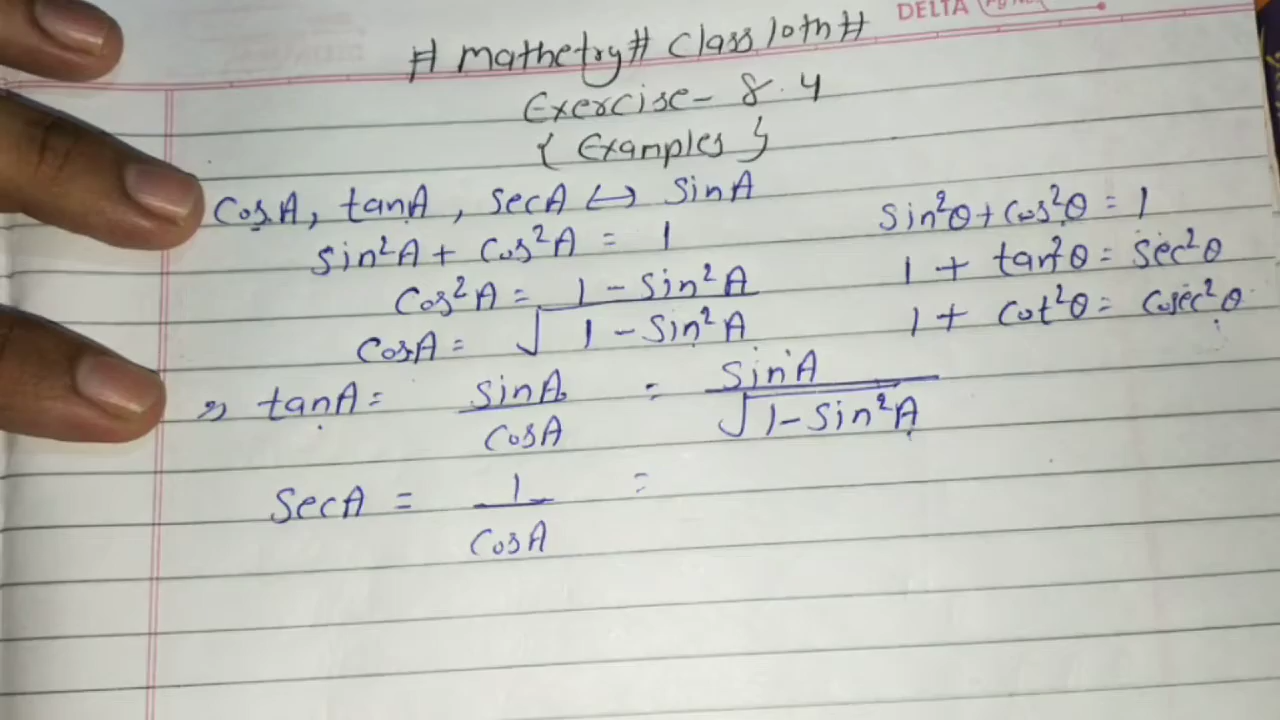 DELTA
# mathetry # Class 10th #
Exercise - 8.4
{ Examples }
CosA, tanA, secA ↔ SinA
sin²A + cos²A = 1
Cos²A = 1 - Sin²A
CosA = √1 - Sin²A
⇒ tanA = sinA/cosA = SinA/√1-Sin²A
SecA = 1/CosA =
Sin²θ + Cos²θ = 1
1 + tan²θ = Sec²θ
1 + Cot²θ = Cosec²θ